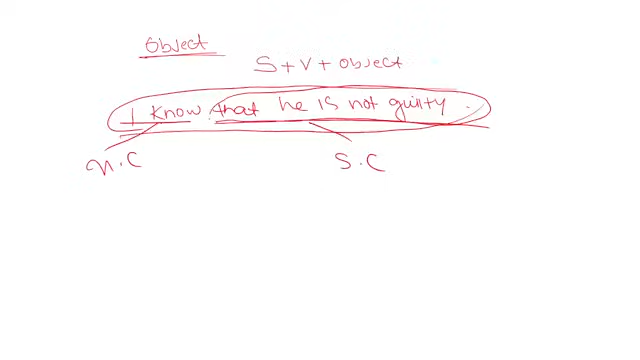 Object
S + V + Object
I know that he is not guilty.
M.C S.C